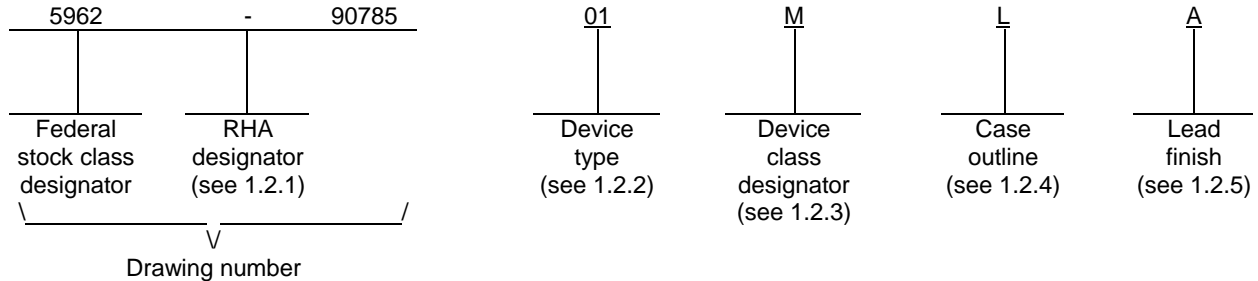 5962 - 90785 01 M L A
Federal stock class designator
RHA designator (see 1.2.1)
Device type (see 1.2.2)
Device class designator (see 1.2.3)
Case outline (see 1.2.4)
Lead finish (see 1.2.5)
Drawing number